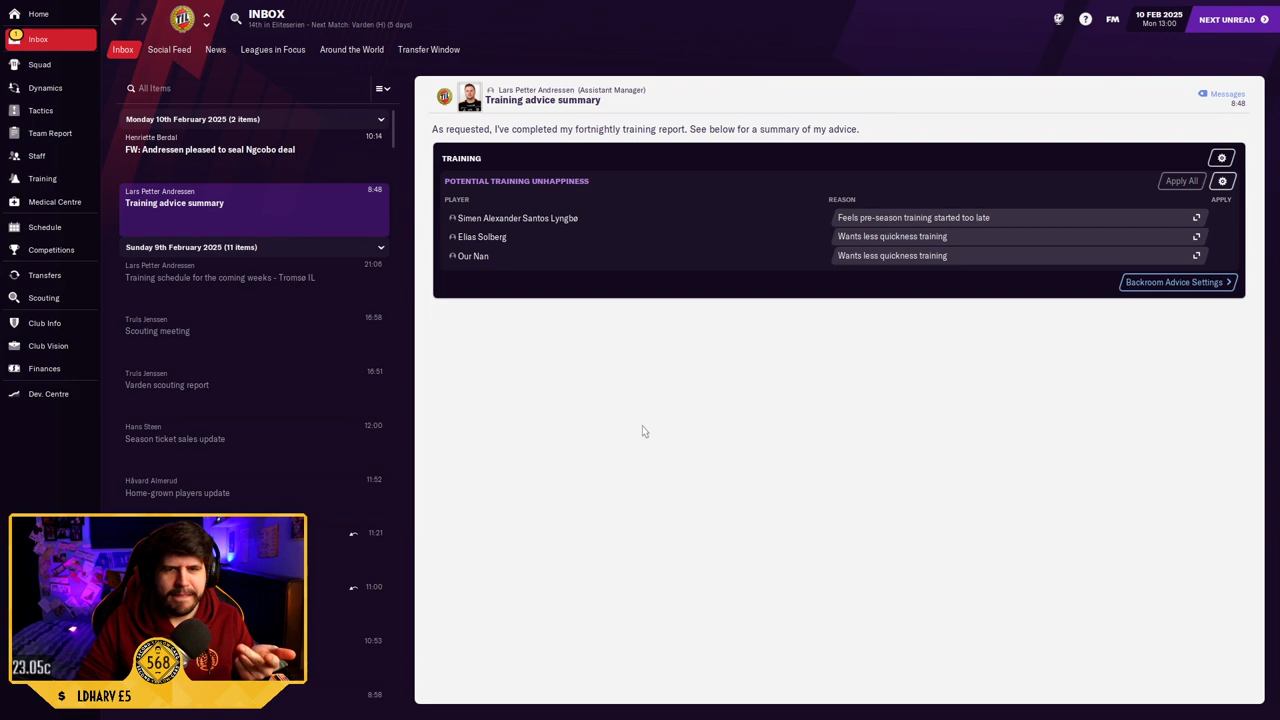 Home
Inbox
1
Squad
Dynamics
Tactics
Team Report
Staff
Training
Medical Centre
Schedule
Competitions
Transfers
Scouting
Club Info
Club Vision
Finances
Dev. Centre
TIL
INBOX
14th in Eliteserien - Next Match: Varden (H) (5 days)
FM
10 FEB 2025
Mon 13:00
NEXT UNREAD
Inbox
Social Feed
News
Leagues in Focus
Around the World
Transfer Window
All Items
Monday 10th February 2025 (2 items)
Henriette Berdal
10:14
FW: Andressen pleased to seal Ngcobo deal
Lars Petter Andressen
8:48
Training advice summary
Sunday 9th February 2025 (11 items)
Lars Petter Andressen
21:06
Training schedule for the coming weeks - Tromsø IL
Truls Jenssen
16:58
Scouting meeting
Truls Jenssen
16:51
Varden scouting report
Hans Steen
12:00
Season ticket sales update
Håvard Almerud
11:52
Home-grown players update
11:21
11:00
10:53
8:58
Lars Petter Andressen (Assistant Manager)
Training advice summary
Messages
8:48
As requested, I've completed my fortnightly training report. See below for a summary of my advice.
TRAINING
POTENTIAL TRAINING UNHAPPINESS
Apply All
PLAYER
REASON
APPLY
Simen Alexander Santos Lyngbø
Feels pre-season training started too late
Elias Solberg
Wants less quickness training
Our Nan
Wants less quickness training
Backroom Advice Settings
23.05c
568
$ LDHARV £5